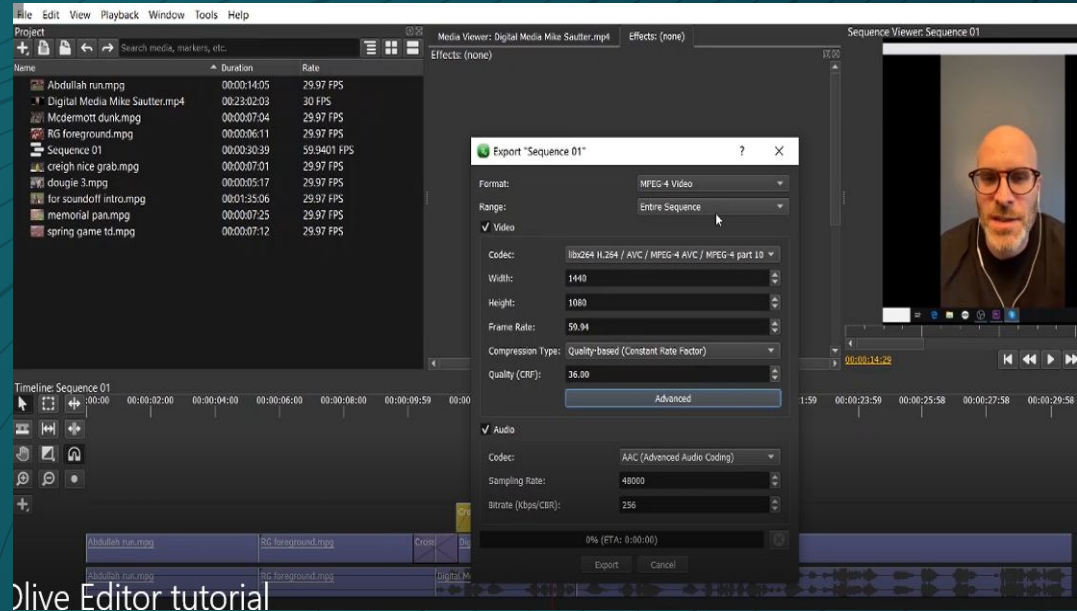 File Edit View Playback Window Tools Help
Project
Search media, markers, etc.
Name Duration Rate
Abdullah run.mpg 00:00:14:05 29.97 FPS
Digital Media Mike Sautter.mp4 00:23:02:03 30 FPS
Mcdermott dunk.mpg 00:00:07:04 29.97 FPS
RG foreground.mpg 00:00:06:11 29.97 FPS
Sequence 01 00:00:30:39 59.9401 FPS
creigh nice grab.mpg 00:00:07:01 29.97 FPS
dougie 3.mpg 00:00:05:17 29.97 FPS
for soundoff intro.mpg 00:01:35:06 29.97 FPS
memorial pan.mpg 00:00:07:25 29.97 FPS
spring game td.mpg 00:00:07:12 29.97 FPS
Media Viewer: Digital Media Mike Sautter.mp4 Effects: (none)
Effects: (none)
Sequence Viewer: Sequence 01
00:00:14:29
Export "Sequence 01" ? X
Format: MPEG-4 Video
Range: Entire Sequence
Video
Codec: libx264 H.264 / AVC / MPEG-4 AVC / MPEG-4 part 10
Width: 1440
Height: 1080
Frame Rate: 59.94
Compression Type: Quality-based (Constant Rate Factor)
Quality (CRF): 36.00
Advanced
Audio
Codec: AAC (Advanced Audio Coding)
Sampling Rate: 48000
Bitrate (Kbps/CBR): 256
0% (ETA: 0:00:00)
Export Cancel
Timeline: Sequence 01
:00:00 00:00:02:00 00:00:04:00 00:00:06:00 00:00:08:00 00:00:09:59 00:00 1:59 00:00:23:59 00:00:25:58 00:00:27:58 00:00:29:58
Abdullah run.mpg RG foreground.mpg Cross Dig
Abdullah run.mpg RG foreground.mpg Digital M
Olive Editor tutorial